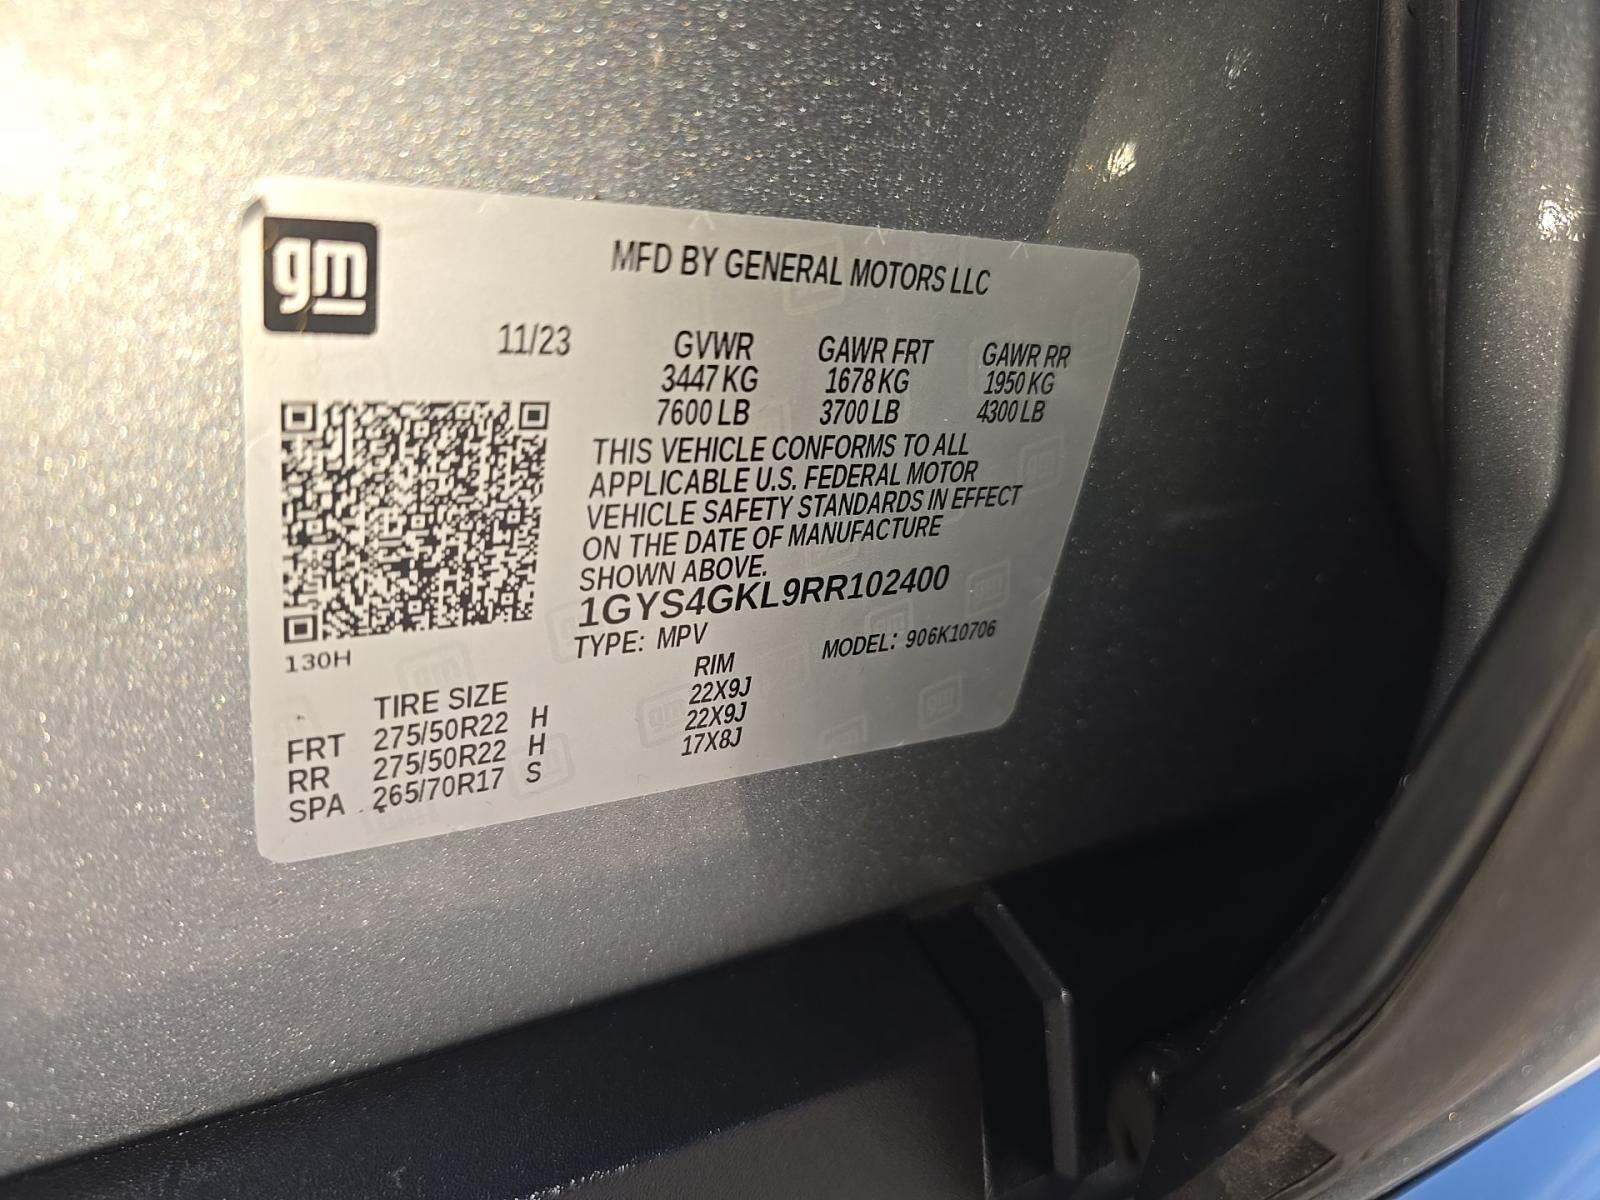 gm
MFD BY GENERAL MOTORS LLC
11/23 GVWR GAWR FRT GAWR RR
3447 KG 1678 KG 1950 KG
7600 LB 3700 LB 4300 LB
THIS VEHICLE CONFORMS TO ALL
APPLICABLE U.S. FEDERAL MOTOR
VEHICLE SAFETY STANDARDS IN EFFECT
ON THE DATE OF MANUFACTURE
SHOWN ABOVE.
1GYS4GKL9RR102400
TYPE: MPV MODEL: 906K10706
130H
TIRE SIZE RIM
FRT 275/50R22 H 22X9J
RR 275/50R22 H 22X9J
SPA 265/70R17 S 17X8J